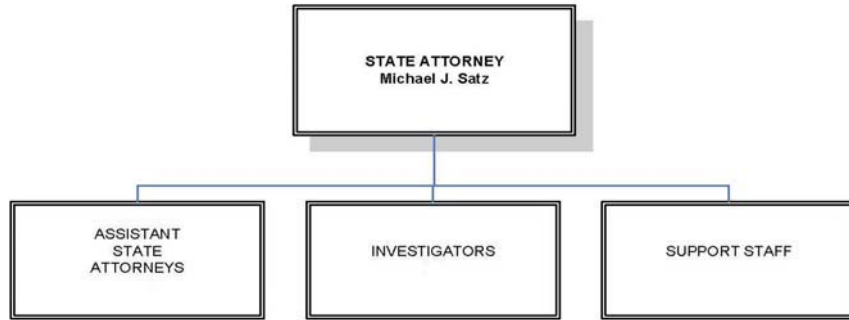 STATE ATTORNEY
Michael J. Satz
ASSISTANT
STATE
ATTORNEYS
INVESTIGATORS
SUPPORT STAFF